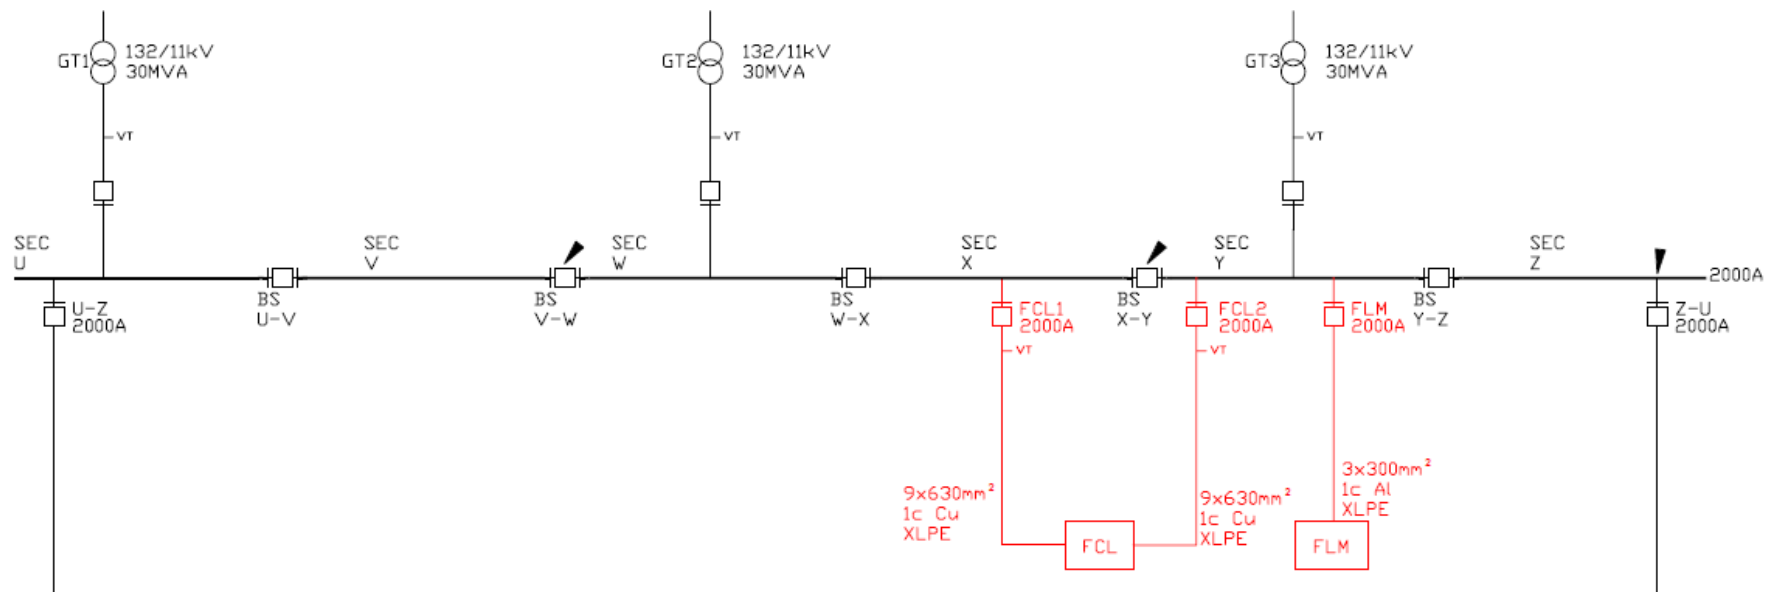 GT1
132/11kV
30MVA
VT
GT2
132/11kV
30MVA
VT
GT3
132/11kV
30MVA
VT
SEC
U
SEC
V
SEC
W
SEC
X
SEC
Y
SEC
Z
2000A
BS
U-V
BS
V-W
BS
W-X
BS
X-Y
BS
Y-Z
U-Z
2000A
FCL1
2000A
VT
FCL2
2000A
VT
FLM
2000A
Z-U
2000A
9x630mm²
1c Cu
XLPE
9x630mm²
1c Cu
XLPE
3x300mm²
1c Al
XLPE
FCL
FLM